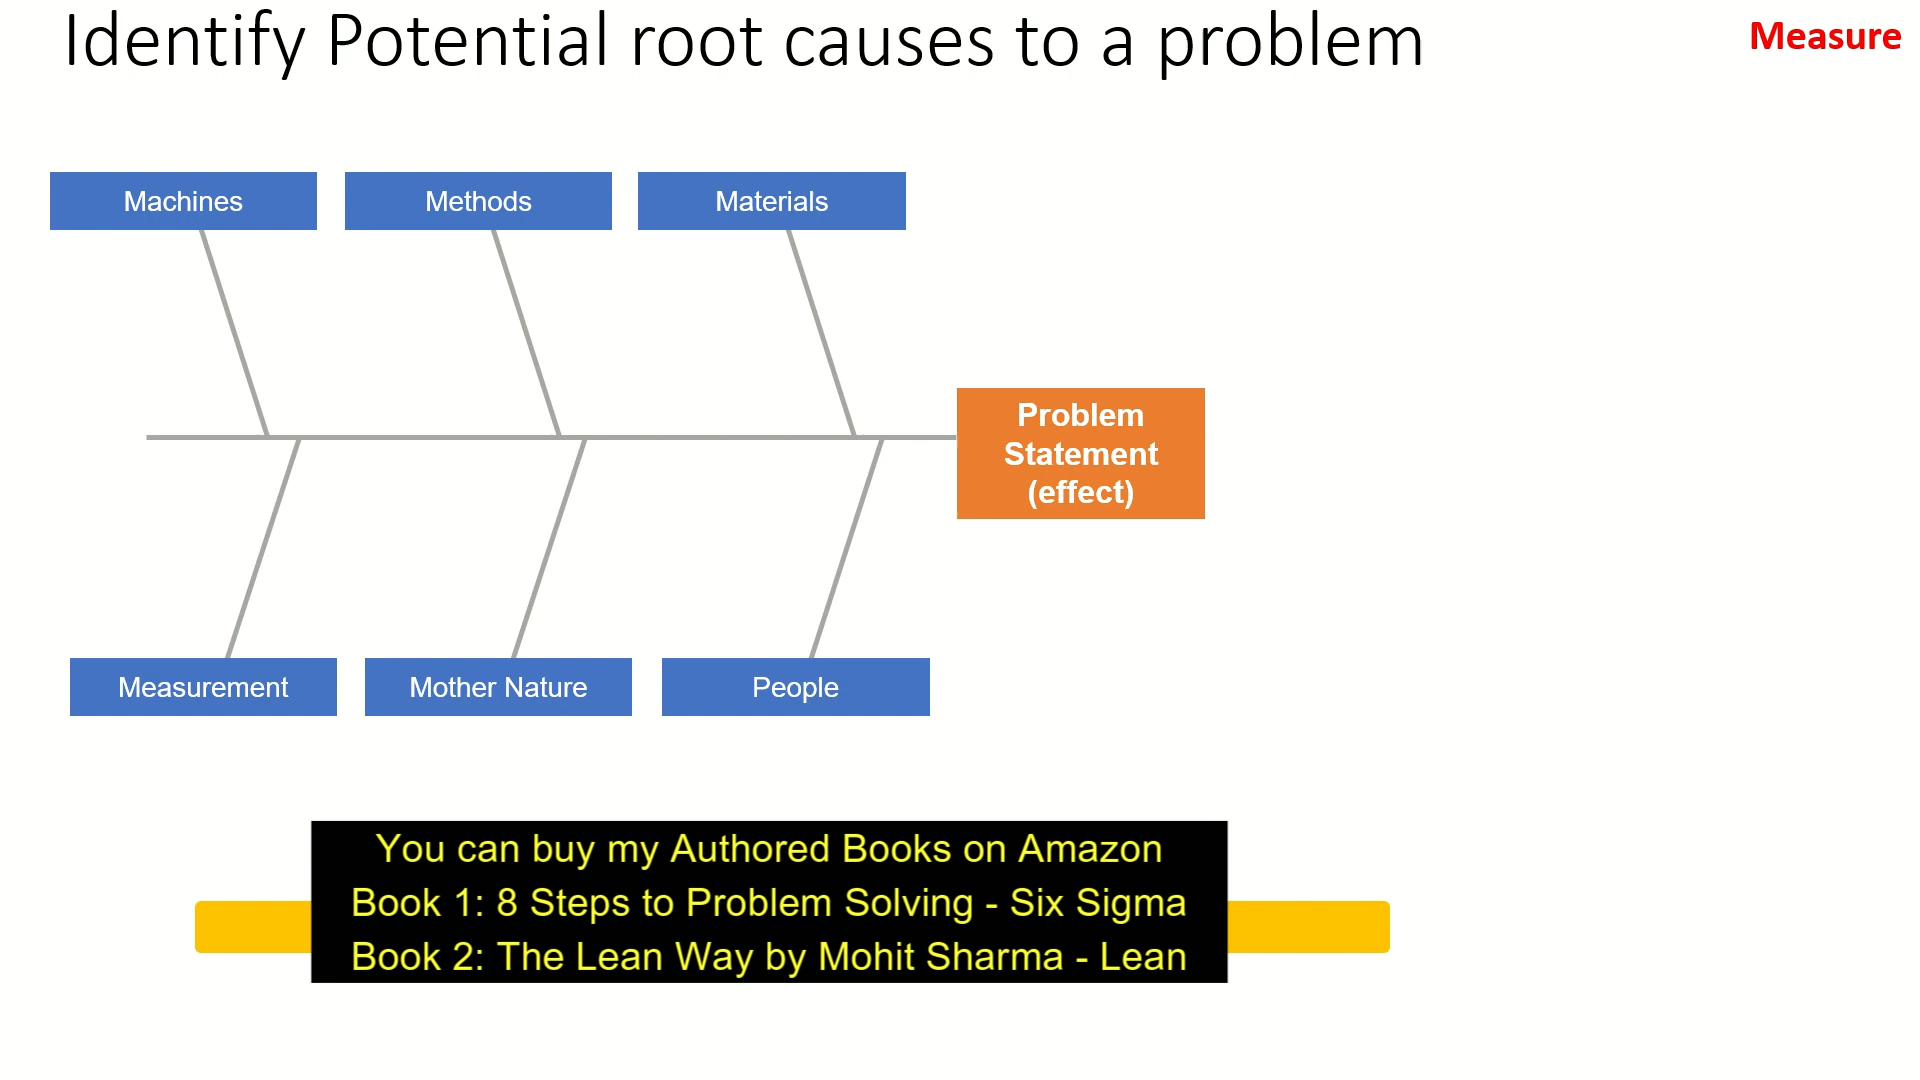 Identify Potential root causes to a problem
Measure
Machines
Methods
Materials
Problem
Statement
(effect)
Measurement
Mother Nature
People
You can buy my Authored Books on Amazon
Book 1: 8 Steps to Problem Solving - Six Sigma
Book 2: The Lean Way by Mohit Sharma - Lean